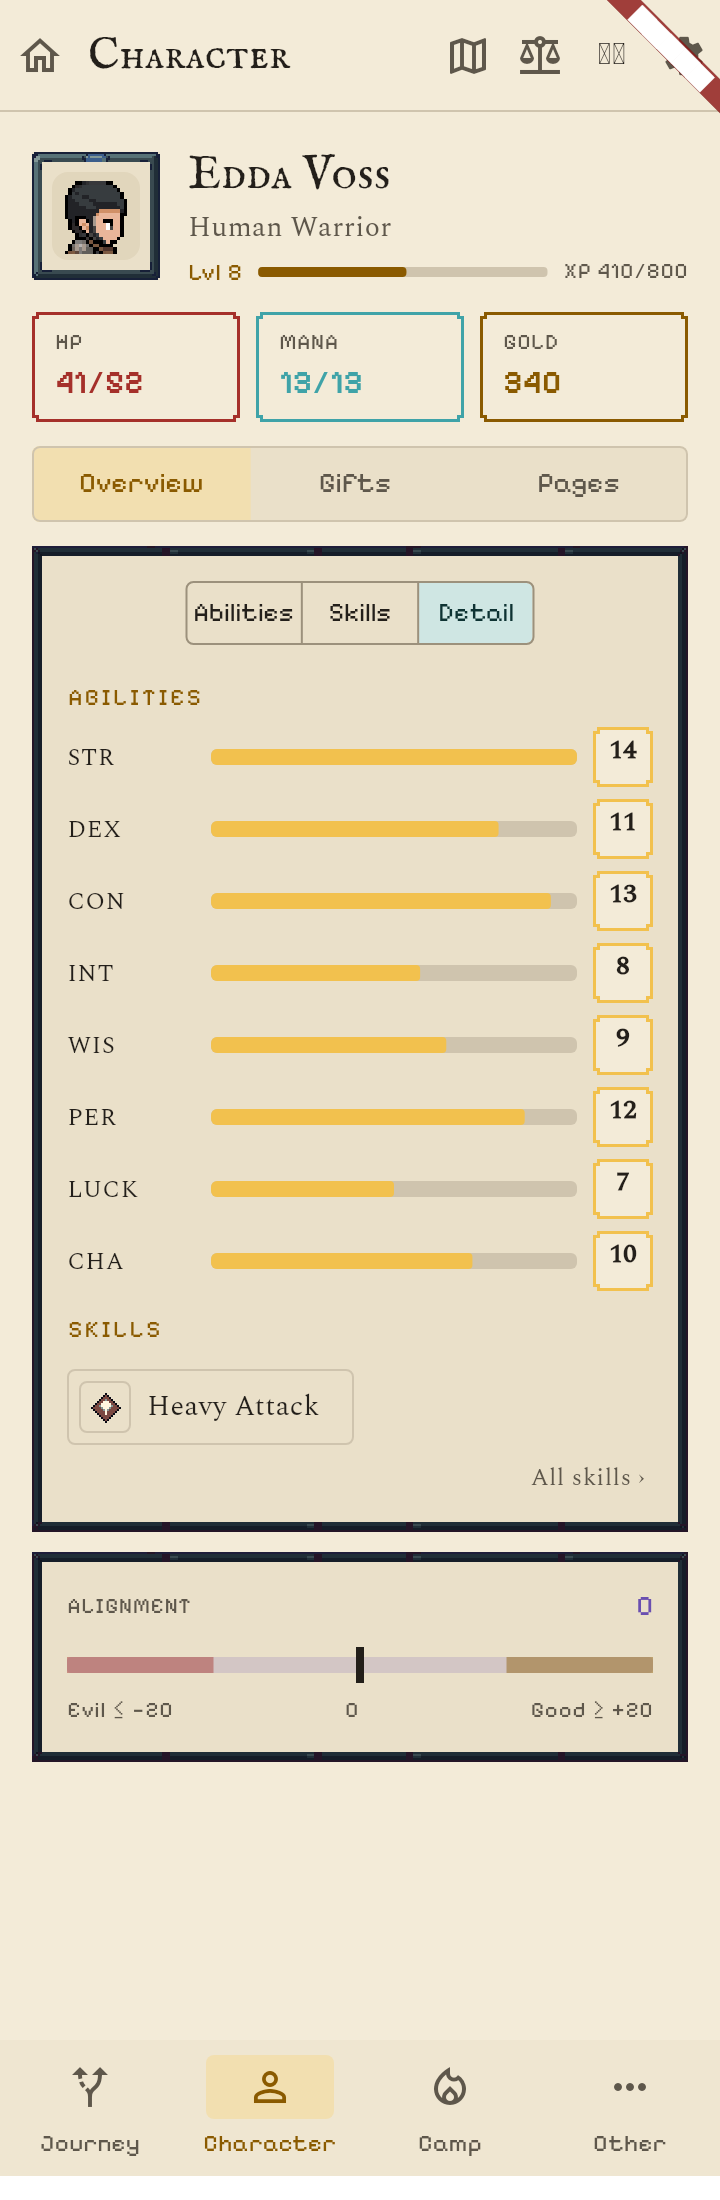 Character
Edda Voss
Human Warrior
Lvl 8
XP 410/800
HP
41/52
MANA
13/13
GOLD
340
Overview
Gifts
Pages
Abilities
Skills
Detail
ABILITIES
STR
14
DEX
11
CON
13
INT
8
WIS
9
PER
12
LUCK
7
CHA
10
SKILLS
Heavy Attack
All skills ›
ALIGNMENT
0
Evil ≤ -20
0
Good ≥ +20
Journey
Character
Camp
Other